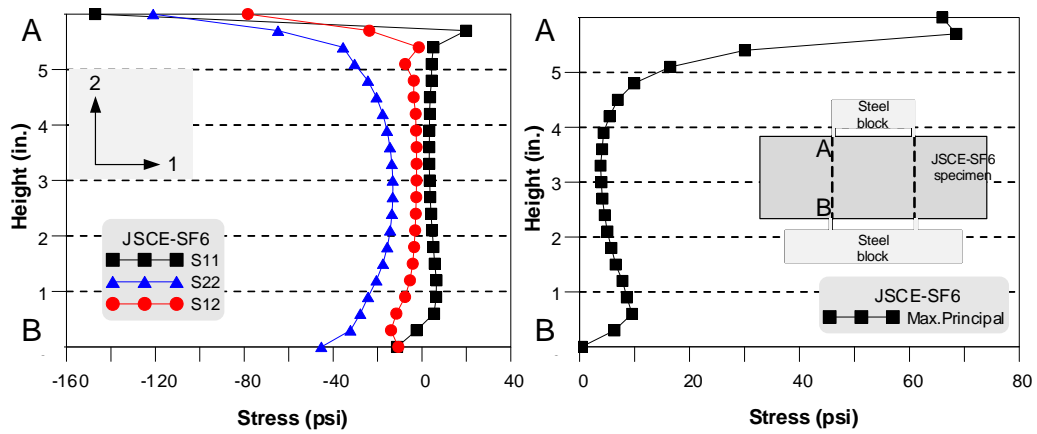 A
5
4
3
2
1
B
Height (in.)
2
1
JSCE-SF6
S11
S22
S12
-160
-120
-80
-40
0
40
Stress (psi)
A
5
4
3
2
1
B
Height (in.)
Steel
block
A
B
JSCE-SF6
specimen
Steel
block
JSCE-SF6
Max.Principal
0
20
40
60
80
Stress (psi)